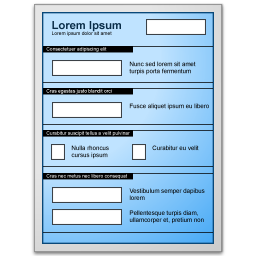 Lorem Ipsum
Lorem ipsum dolor sit amet
Consectetuer adipiscing elit
Nunc sed lorem sit amet
turpis porta fermentum
Cras egestas justo blandit orci
Fusce aliquet ipsum eu libero
Curabitur suscipit tellus a velit pulvinar
Nulla rhoncus
cursus ipsum
Curabitur eu velit
Cras nec metus nec libero consequat
Vestibulum semper dapibus
lorem
Pellentesque turpis diam,
ullamcorper et, pretium non